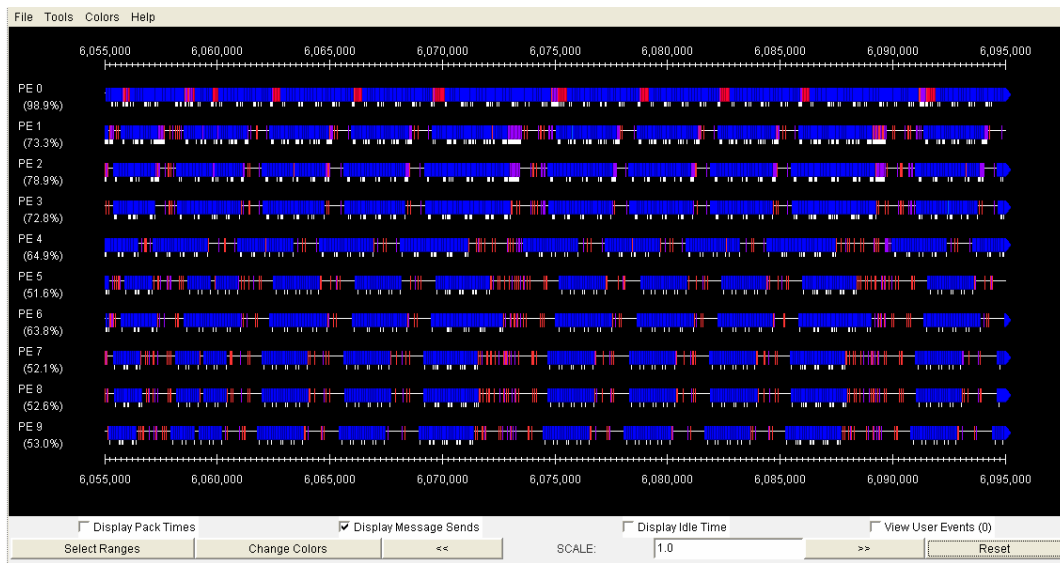 File Tools Colors Help
6,055,000 6,060,000 6,065,000 6,070,000 6,075,000 6,080,000 6,085,000 6,090,000 6,095,000
PE 0
(98.9%)
PE 1
(73.3%)
PE 2
(78.9%)
PE 3
(72.8%)
PE 4
(64.9%)
PE 5
(51.6%)
PE 6
(63.8%)
PE 7
(52.1%)
PE 8
(52.6%)
PE 9
(53.0%)
6,055,000 6,060,000 6,065,000 6,070,000 6,075,000 6,080,000 6,085,000 6,090,000 6,095,000
Display Pack Times Display Message Sends Display Idle Time View User Events (0)
Select Ranges Change Colors << SCALE: 1.0 >> Reset